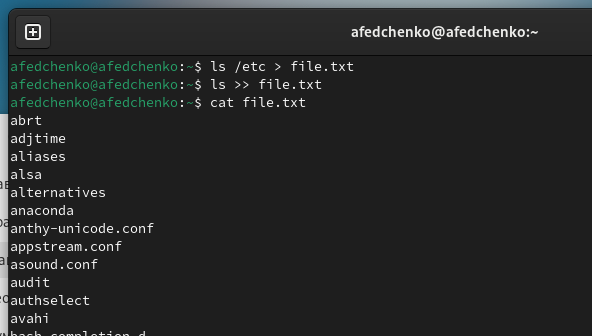 afedchenko@afedchenko:~
afedchenko@afedchenko:~$ ls /etc > file.txt
afedchenko@afedchenko:~$ ls >> file.txt
afedchenko@afedchenko:~$ cat file.txt
abrt
adjtime
aliases
alsa
alternatives
anaconda
anthy-unicode.conf
appstream.conf
asound.conf
audit
authselect
avahi
bash_completion.d